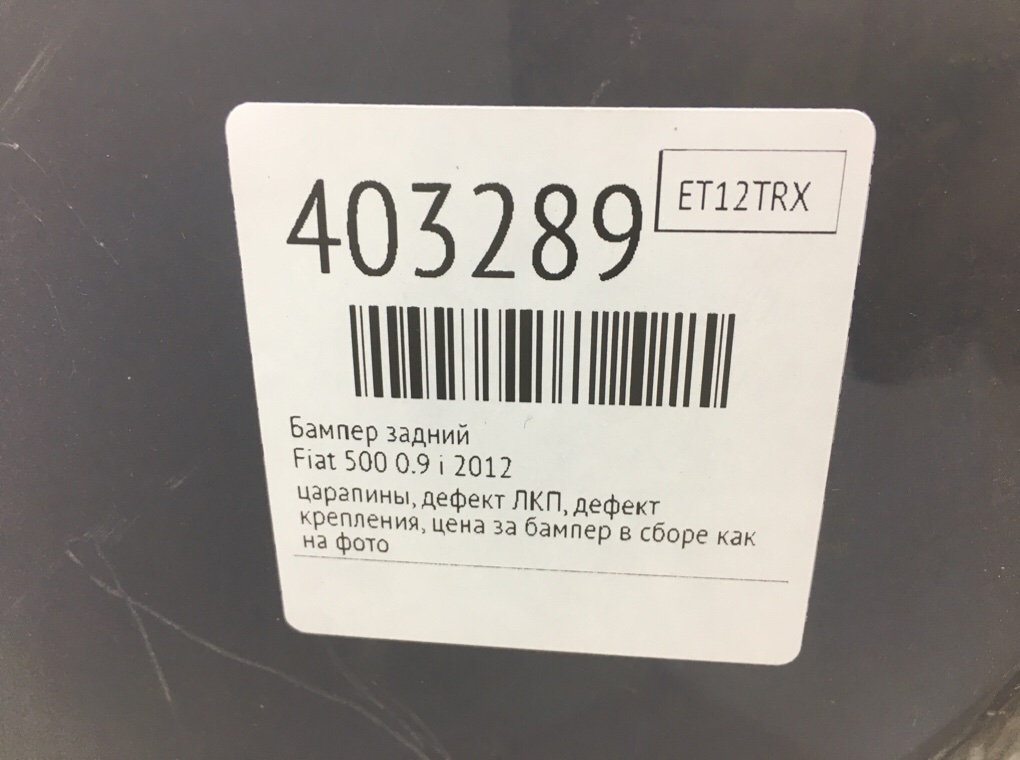 403289
ET12TRX
Бампер задний
Fiat 500 0.9 i 2012
царапины, дефект ЛКП, дефект
крепления, цена за бампер в сборе как
на фото